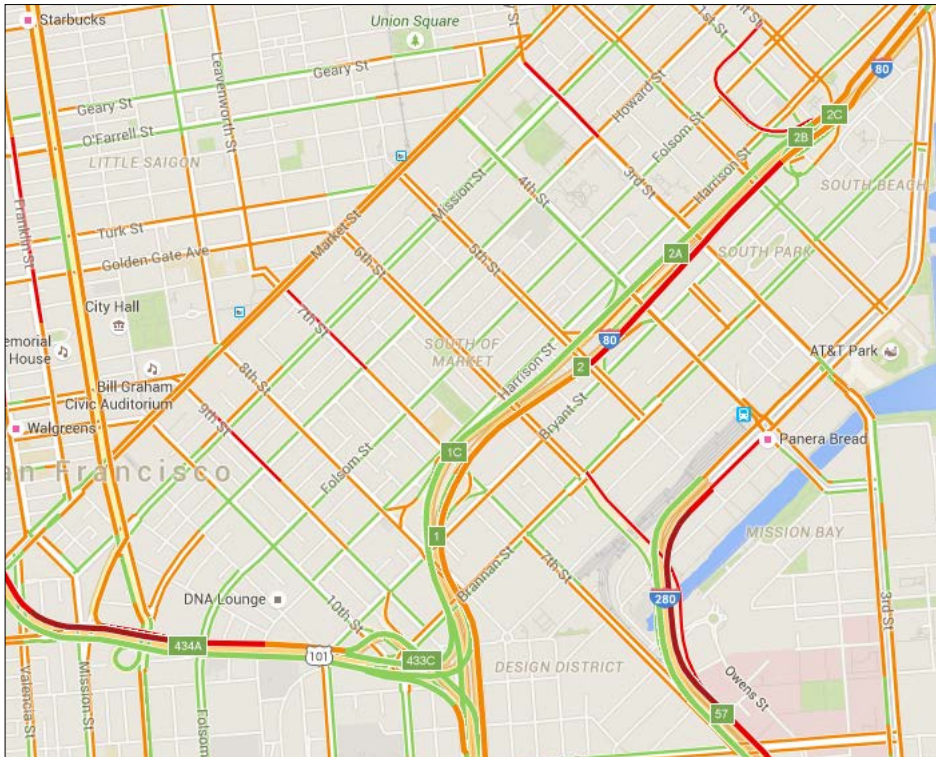 Starbucks
Union Square
1st St
80
Geary St
Leavenworth St
Howard St
Geary St
2C
Folsom St
2B
O'Farrell St
LITTLE SAIGON
3rd St
Harrison St
Mission St
4th St
SOUTH BEACH
Franklin St
Market St
Turk St
6th St
5th St
2A
SOUTH PARK
Golden Gate Ave
City Hall
7th St
80
emorial
House
SOUTH OF
MARKET
Harrison St
AT&T Park
2
8th St
Bill Graham
Civic Auditorium
Bryant St
9th St
Walgreens
Panera Bread
1C
an Francisco
Folsom St
1
MISSION BAY
Brannan St
7th St
DNA Lounge
280
3rd St
10th St
434A
101
433C
DESIGN DISTRICT
Owens St
Valencia St
Mission St
Folsom
57